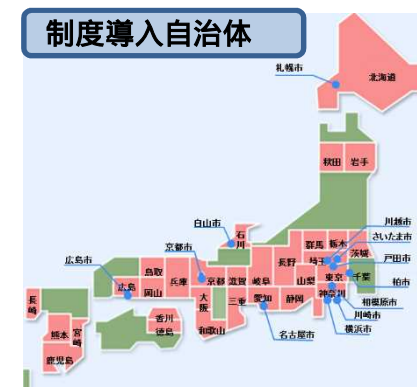 制度導入自治体
札幌市
北海道
秋田 岩手
白山市
石川
川越市
群馬 栃木
さいたま市
京都市
長野 埼玉 茨城
戸田市
広島市
鳥取
兵庫 京都 滋賀 岐阜
山梨 東京 千葉
柏市
広島 岡山
大阪
三重 愛知 静岡
神奈川
相模原市
長崎
香川
徳島
和歌山
川崎市
熊本 宮崎
名古屋市
横浜市
鹿児島